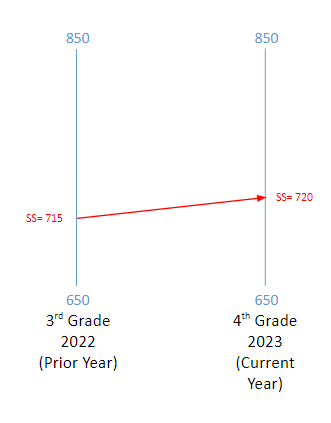 850 850
SS= 715 SS= 720
650 650
3rd Grade 4th Grade
2022 2023
(Prior Year) (Current
Year)